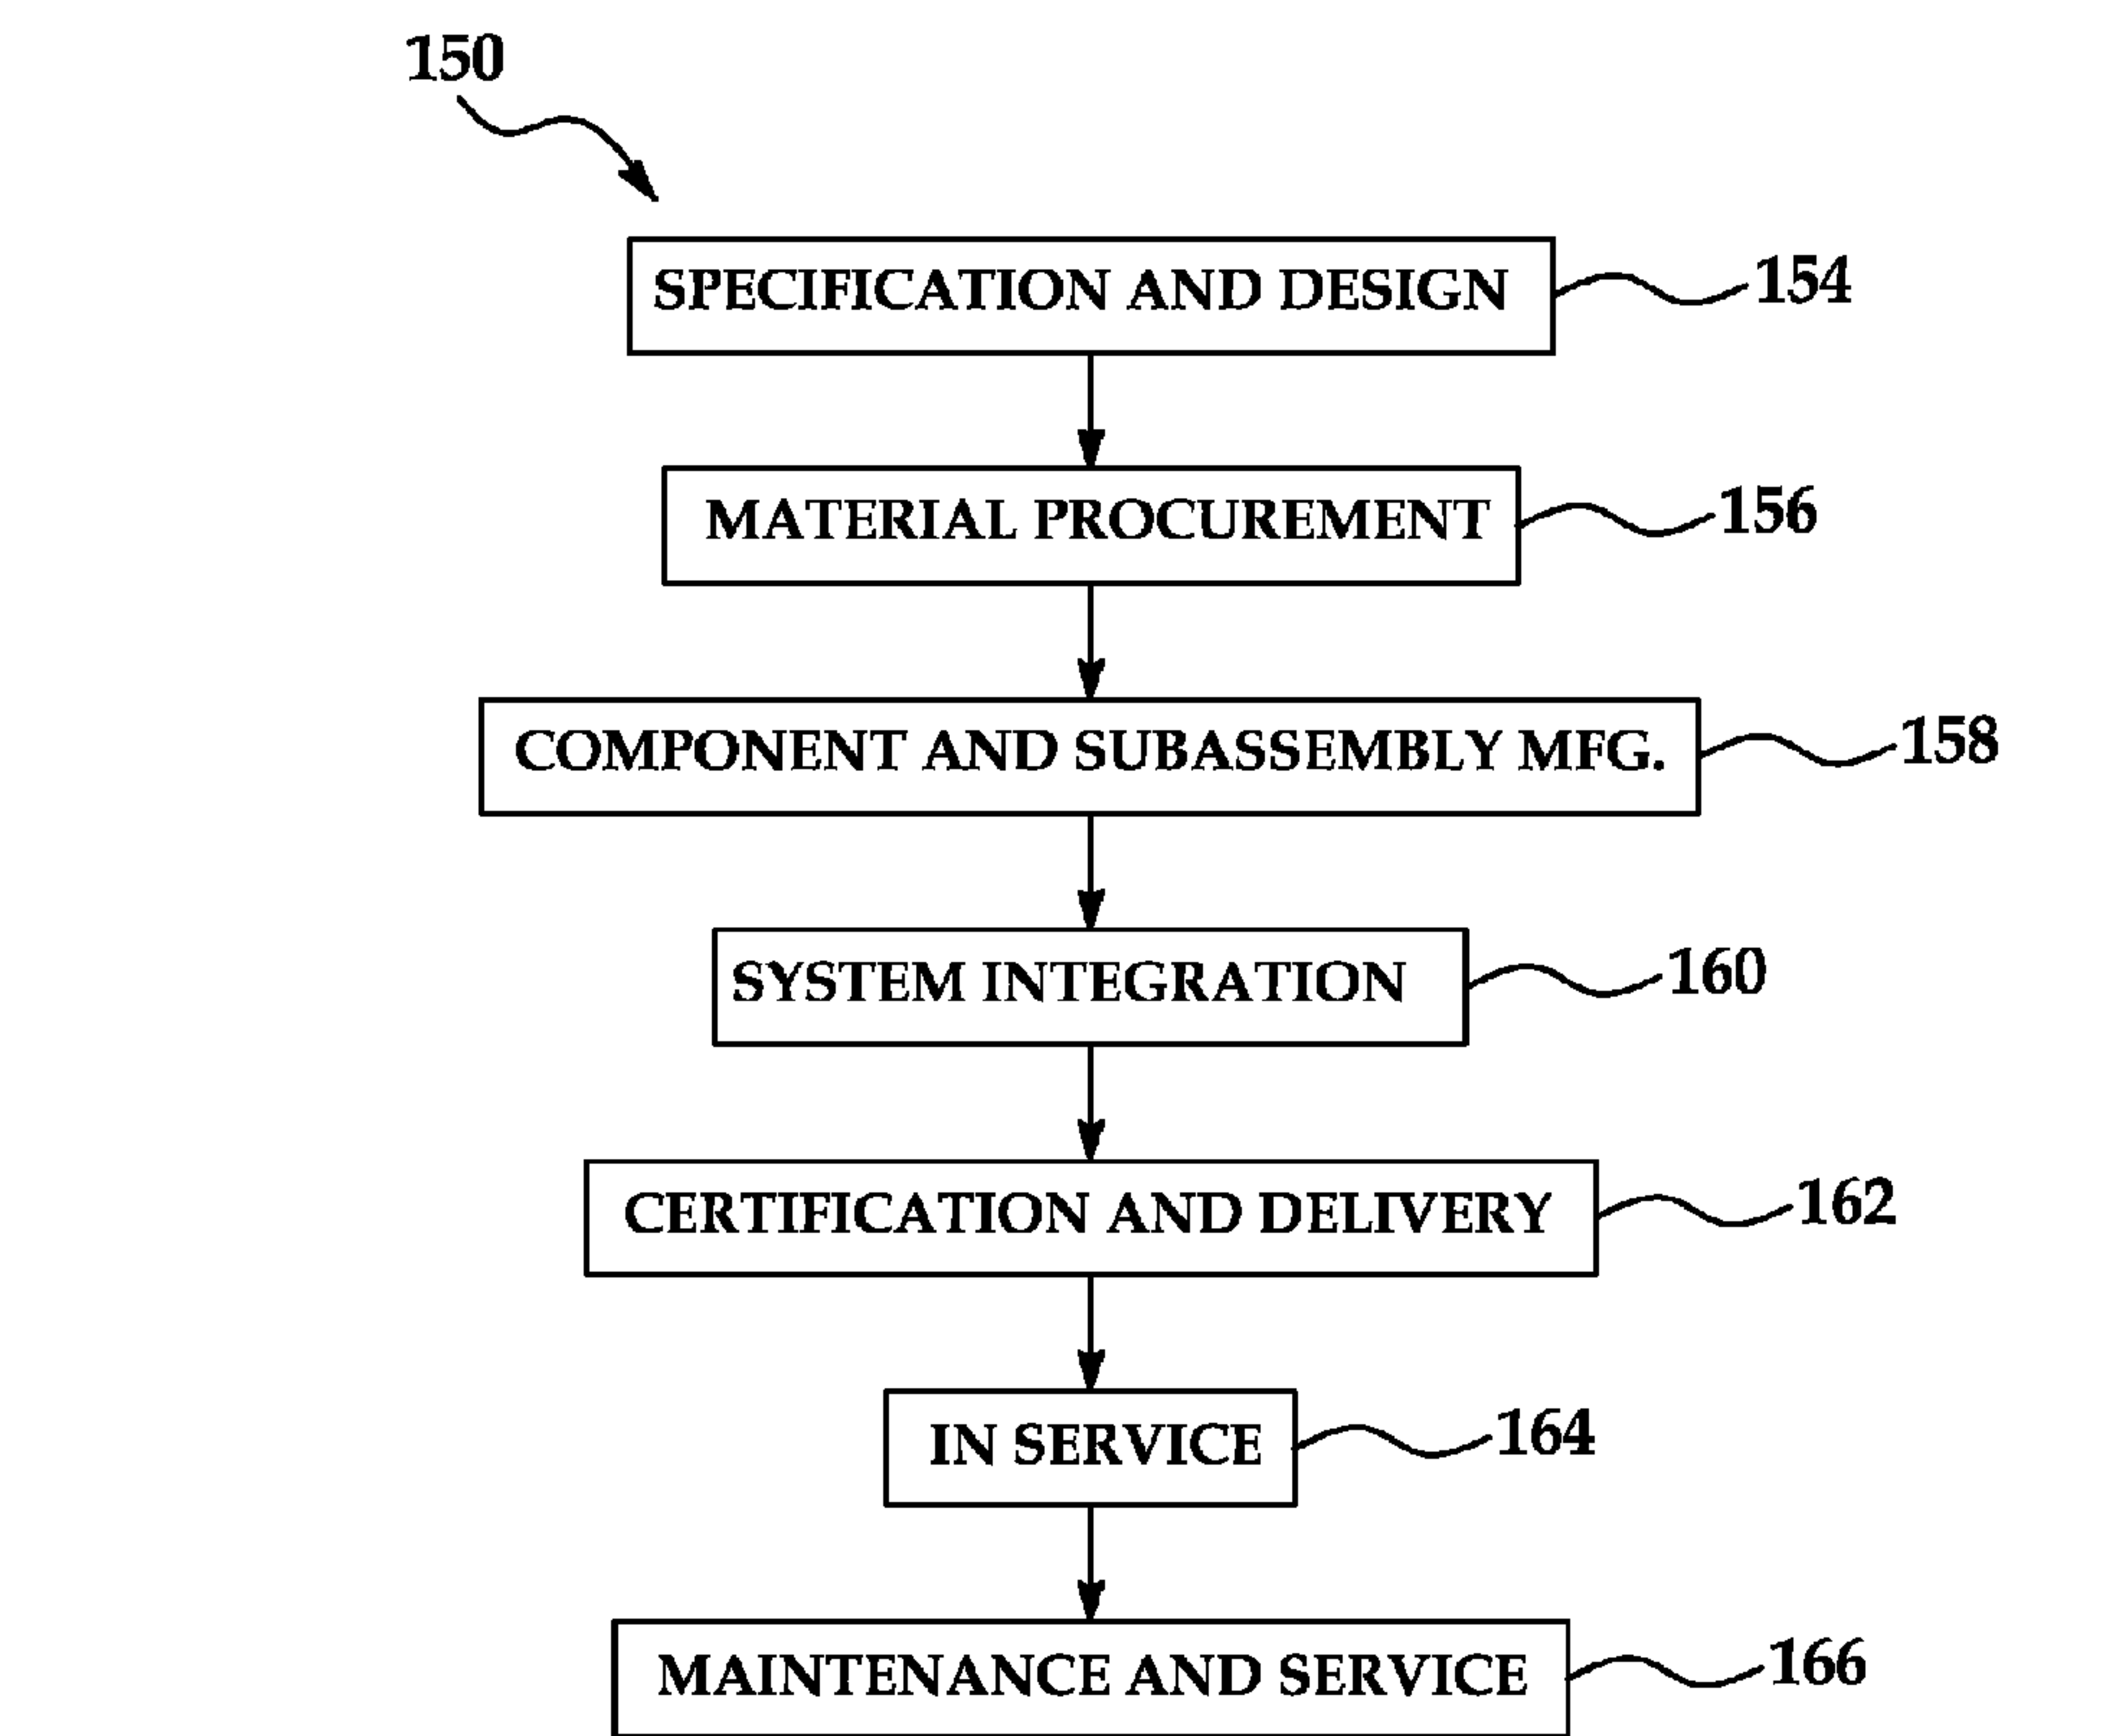 150
SPECIFICATION AND DESIGN 154
MATERIAL PROCUREMENT 156
COMPONENT AND SUBASSEMBLY MFG. 158
SYSTEM INTEGRATION 160
CERTIFICATION AND DELIVERY 162
IN SERVICE 164
MAINTENANCE AND SERVICE 166